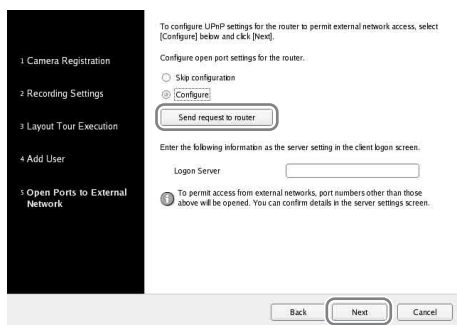 To configure UPnP settings for the router to permit external network access, select
[Configure] below and click [Next].
1 Camera Registration
Configure open port settings for the router.
Skip configuration
2 Recording Settings
Configure
Send request to router
3 Layout Tour Execution
Enter the following information as the server setting in the client logon screen.
4 Add User
Logon Server
5 Open Ports to External
Network
To permit access from external networks, port numbers other than those
above will be opened. You can confirm details in the server settings screen.
Back Next Cancel